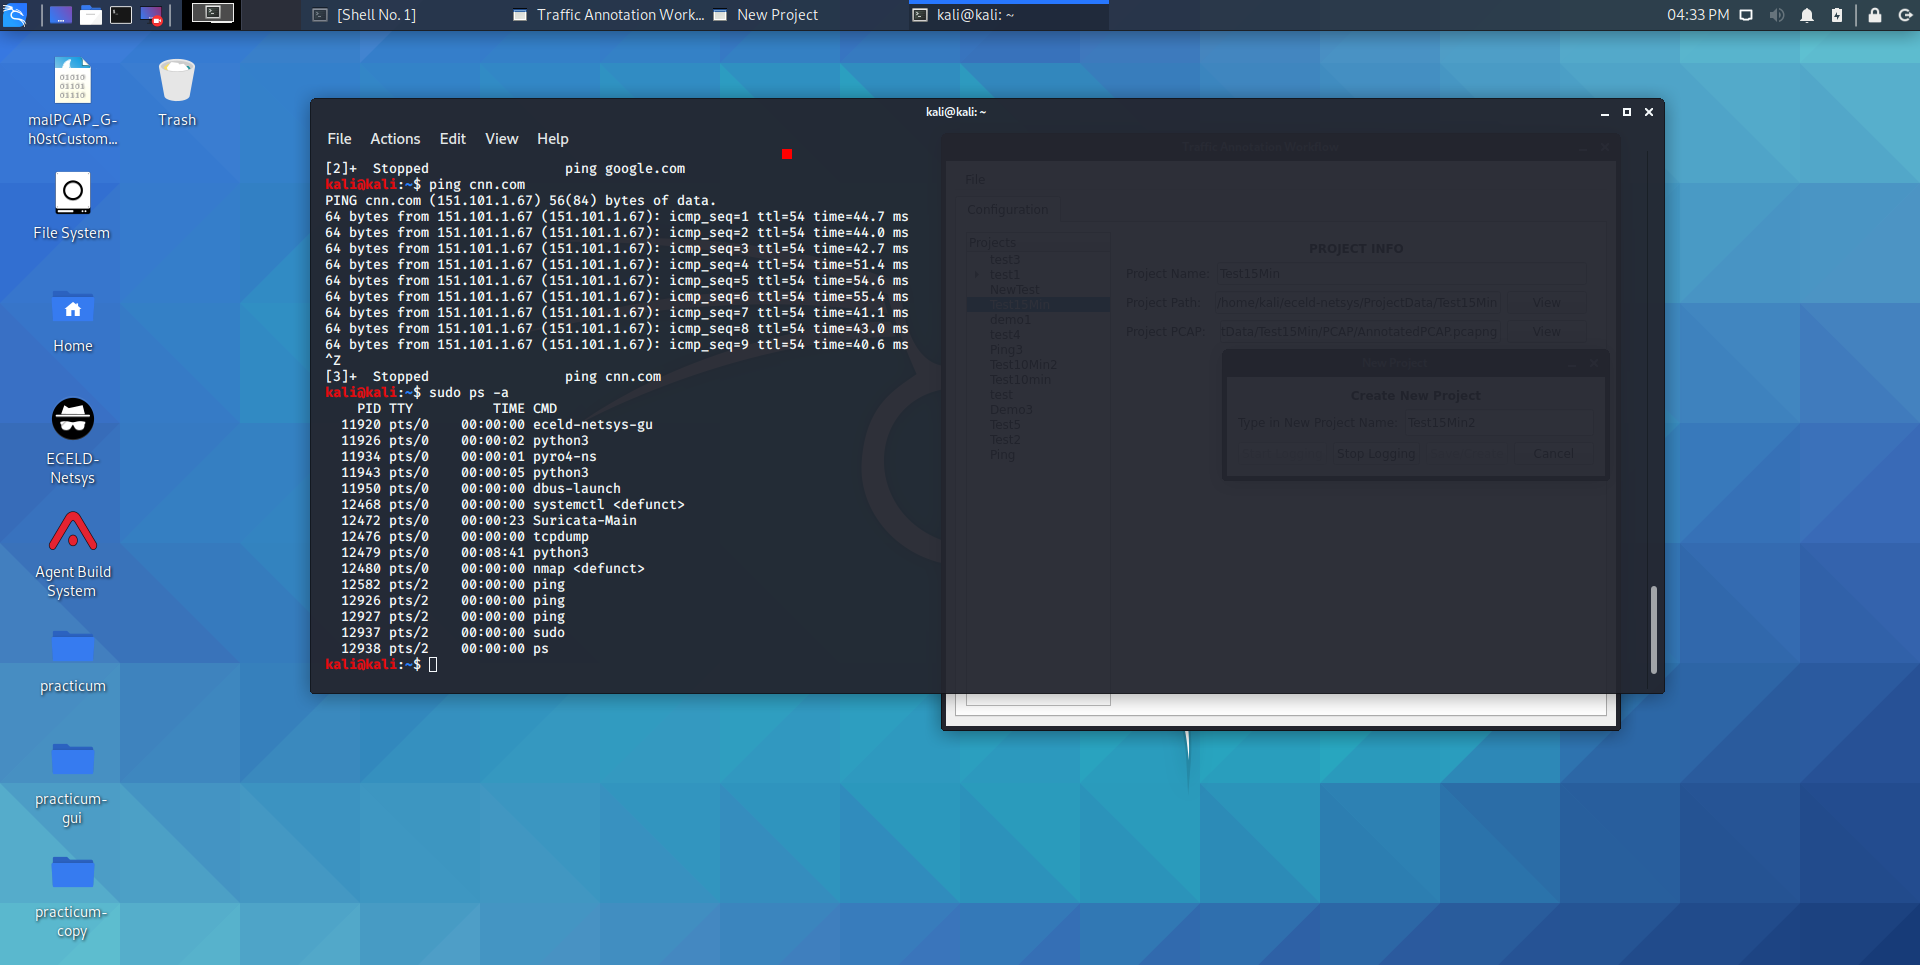 [Shell No. 1]
Traffic Annotation Work...
New Project
kali@kali: ~
04:33 PM
malPCAP_G-
h0stCustom...
Trash
File System
Home
ECELD-
Netsys
Agent Build
System
practicum
practicum-
gui
practicum-
copy
kali@kali: ~
File Actions Edit View Help
[2]+  Stopped                 ping google.com
kali@kali:~$ ping cnn.com
PING cnn.com (151.101.1.67) 56(84) bytes of data.
64 bytes from 151.101.1.67 (151.101.1.67): icmp_seq=1 ttl=54 time=44.7 ms
64 bytes from 151.101.1.67 (151.101.1.67): icmp_seq=2 ttl=54 time=44.0 ms
64 bytes from 151.101.1.67 (151.101.1.67): icmp_seq=3 ttl=54 time=42.7 ms
64 bytes from 151.101.1.67 (151.101.1.67): icmp_seq=4 ttl=54 time=51.4 ms
64 bytes from 151.101.1.67 (151.101.1.67): icmp_seq=5 ttl=54 time=54.6 ms
64 bytes from 151.101.1.67 (151.101.1.67): icmp_seq=6 ttl=54 time=55.4 ms
64 bytes from 151.101.1.67 (151.101.1.67): icmp_seq=7 ttl=54 time=41.1 ms
64 bytes from 151.101.1.67 (151.101.1.67): icmp_seq=8 ttl=54 time=43.0 ms
64 bytes from 151.101.1.67 (151.101.1.67): icmp_seq=9 ttl=54 time=40.6 ms
^Z
[3]+  Stopped                 ping cnn.com
kali@kali:~$ sudo ps -a
    PID TTY          TIME CMD
  11920 pts/0    00:00:00 eceld-netsys-gu
  11926 pts/0    00:00:02 python3
  11934 pts/0    00:00:01 pyro4-ns
  11943 pts/0    00:00:05 python3
  11950 pts/0    00:00:00 dbus-launch
  12468 pts/0    00:00:00 systemctl <defunct>
  12472 pts/0    00:00:23 Suricata-Main
  12476 pts/0    00:00:00 tcpdump
  12479 pts/0    00:08:41 python3
  12480 pts/0    00:00:00 nmap <defunct>
  12582 pts/2    00:00:00 ping
  12926 pts/2    00:00:00 ping
  12927 pts/2    00:00:00 ping
  12937 pts/2    00:00:00 sudo
  12938 pts/2    00:00:00 ps
kali@kali:~$
Traffic Annotation Workflow
File
Configuration
Projects
test3
test1
NewTest
Test15Min
demo1
test4
Ping3
Test10Min2
Test10min
test
Demo3
Test5
Test2
Ping
PROJECT INFO
Project Name: Test15Min
Project Path: /home/kali/eceld-netsys/ProjectData/Test15Min View
Project PCAP: tData/Test15Min/PCAP/AnnotatedPCAP.pcapng View
New Project
Create New Project
Type in New Project Name: Test15Min2
Stop Logging Cancel